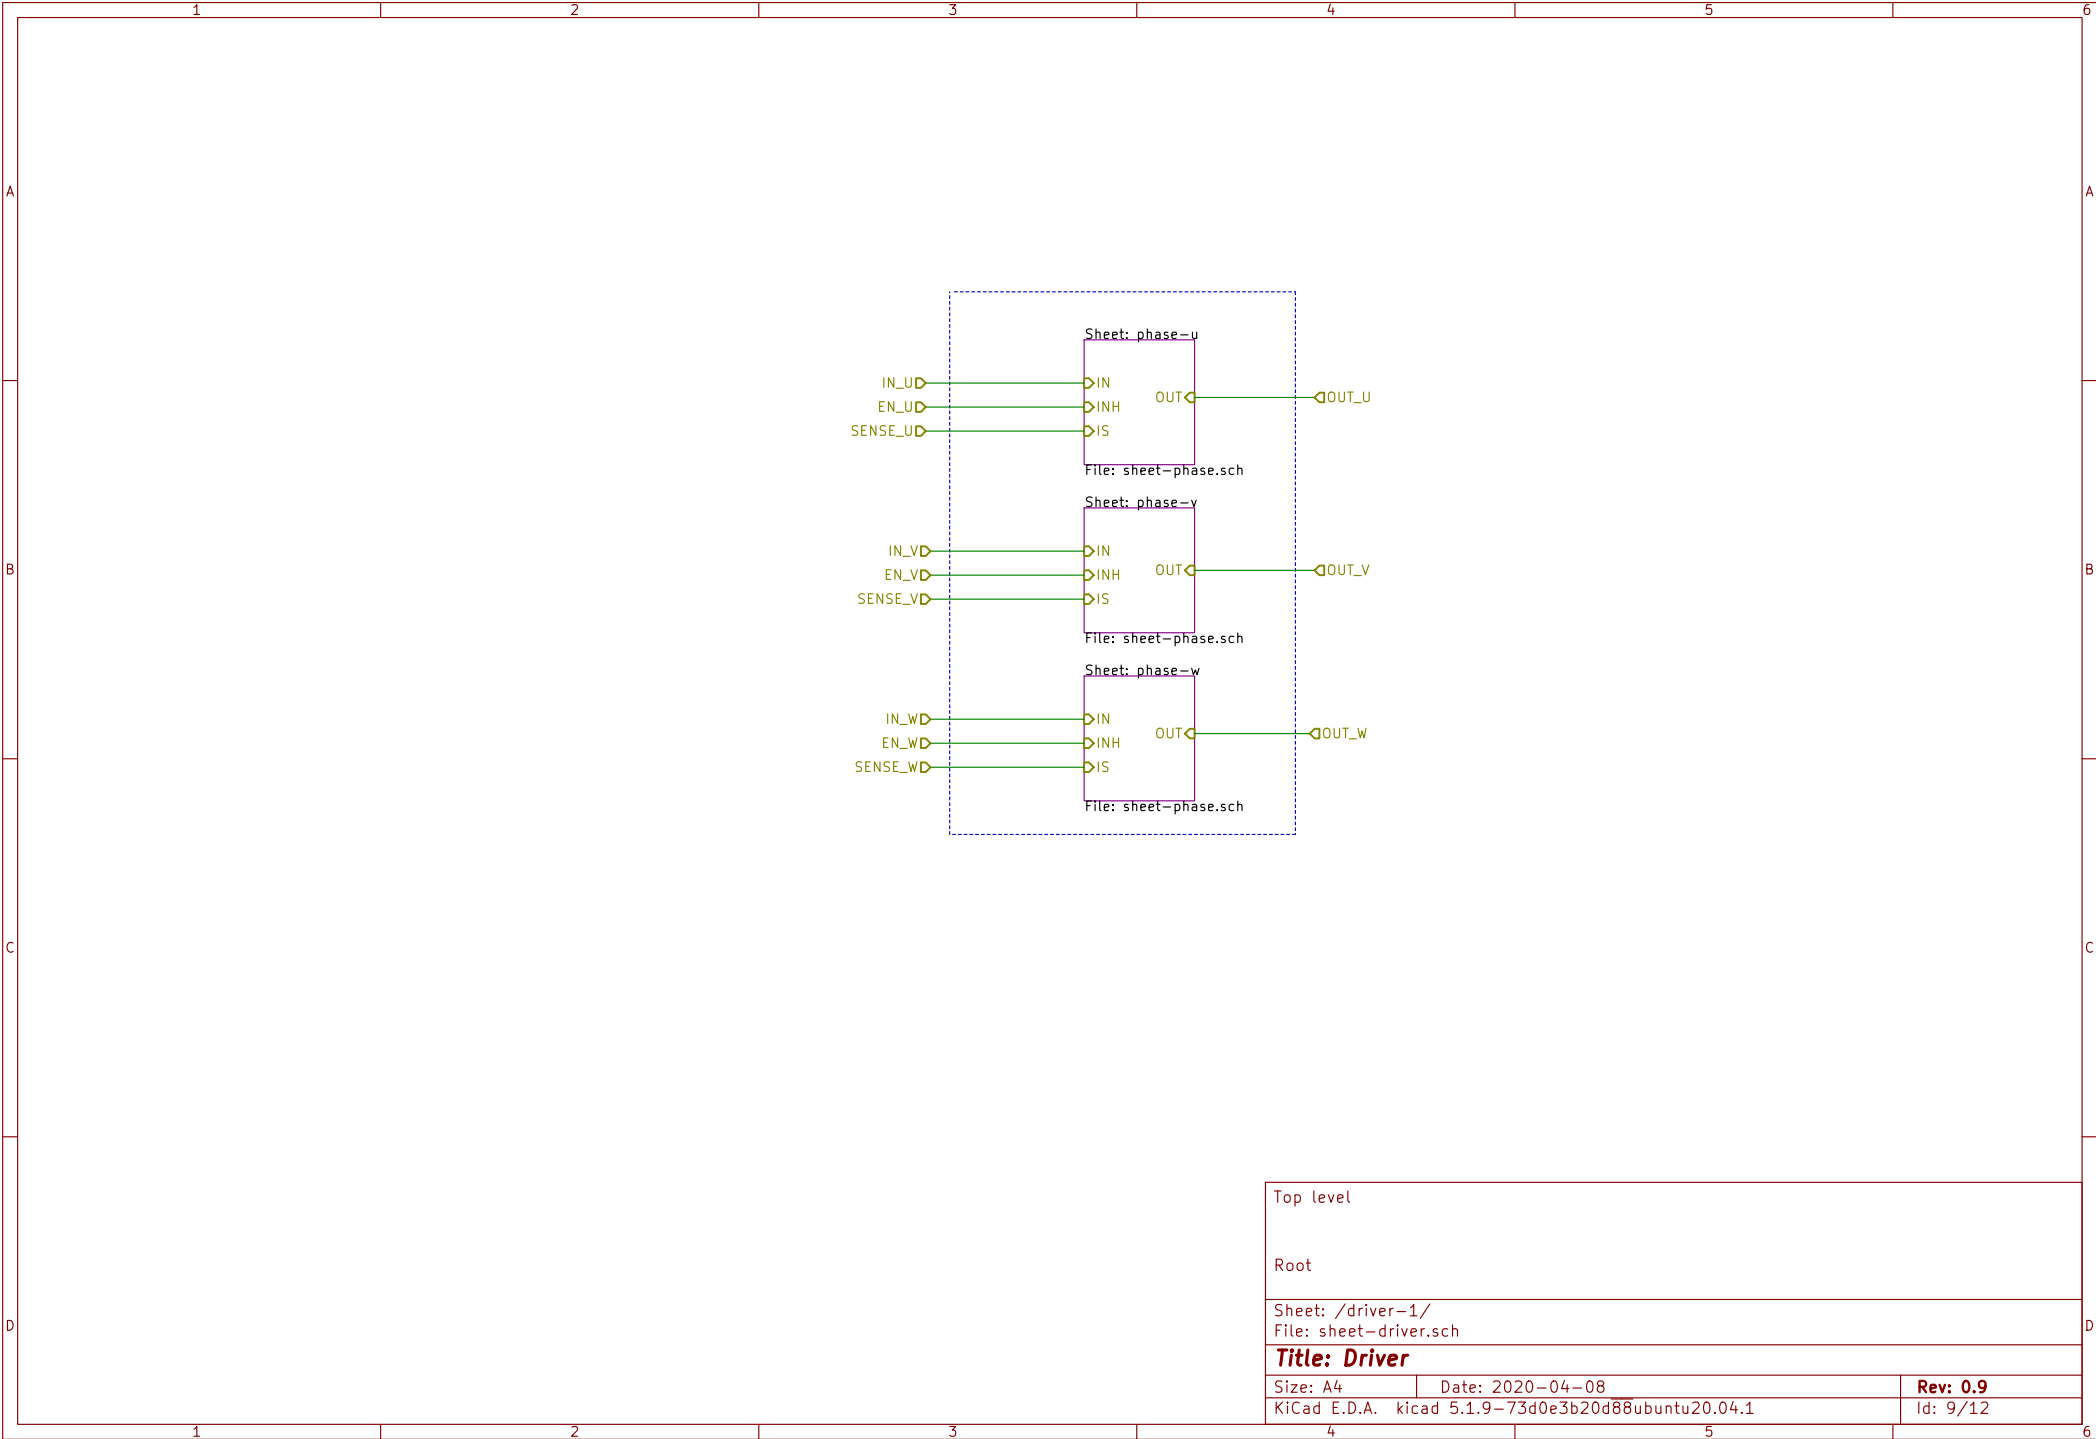 1 2 3 4 5 6
A A
Sheet: phase-u
IN_U IN
EN_U INH OUT OUT_U
SENSE_U IS
File: sheet-phase.sch
Sheet: phase-v
IN_V IN
EN_V INH OUT OUT_V
SENSE_V IS
File: sheet-phase.sch
B B
Sheet: phase-w
IN_W IN
EN_W INH OUT OUT_W
SENSE_W IS
File: sheet-phase.sch
C C
Top level
Root
Sheet: /driver-1/
File: sheet-driver.sch
D D
Title: Driver
Size: A4 Date: 2020-04-08 Rev: 0.9
KiCad E.D.A. kicad 5.1.9-73d0e3b20d88ubuntu20.04.1 Id: 9/12
1 2 3 4 5 6